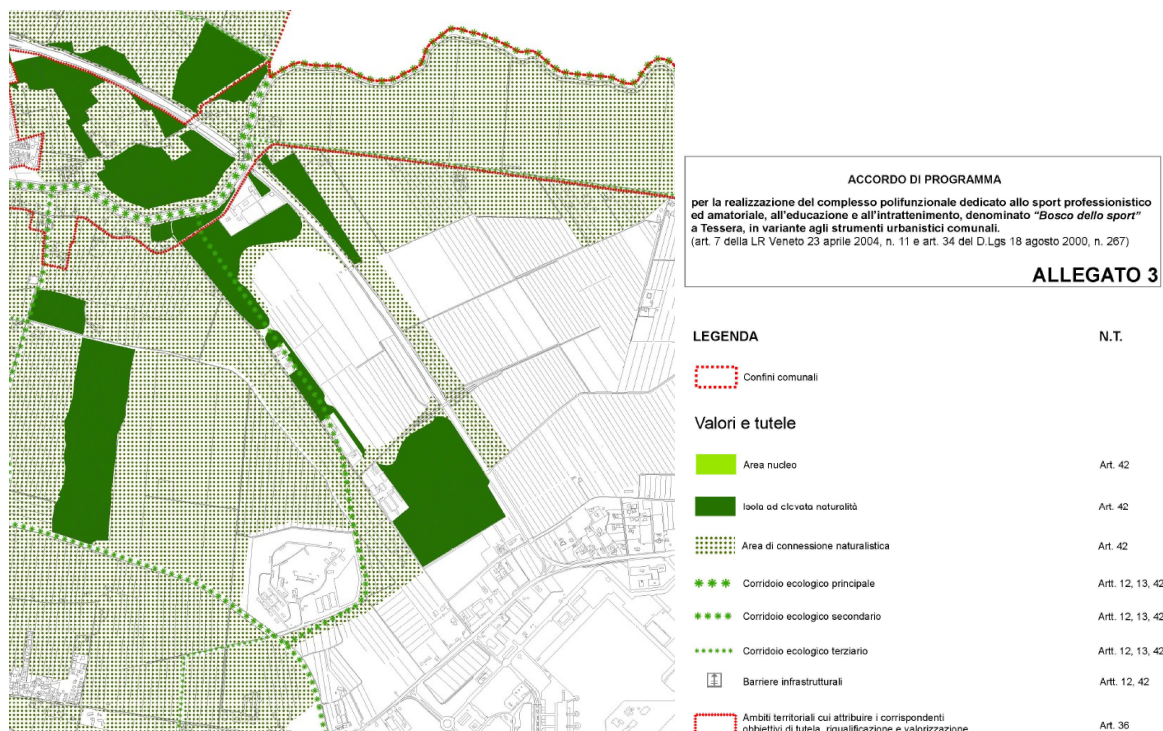 ACCORDO DI PROGRAMMA
per la realizzazione del complesso polifunzionale dedicato allo sport professionistico
ed amatoriale, all'educazione e all'intrattenimento, denominato "Bosco dello sport"
a Tessera, in variante agli strumenti urbanistici comunali.
(art. 7 della LR Veneto 23 aprile 2004, n. 11 e art. 34 del D.Lgs 18 agosto 2000, n. 267)
ALLEGATO 3
LEGENDA N.T.
Confini comunali
Valori e tutele
Area nucleo Art. 42
Isola ad elevata naturalità Art. 42
Area di connessione naturalistica Art. 42
Corridoio ecologico principale Artt. 12, 13, 42
Corridoio ecologico secondario Artt. 12, 13, 42
Corridoio ecologico terziario Artt. 12, 13, 42
Barriere infrastrutturali Artt. 12, 42
Ambiti territoriali cui attribuire i corrispondenti
obbiettivi di tutela, riqualificazione e valorizzazione Art. 36